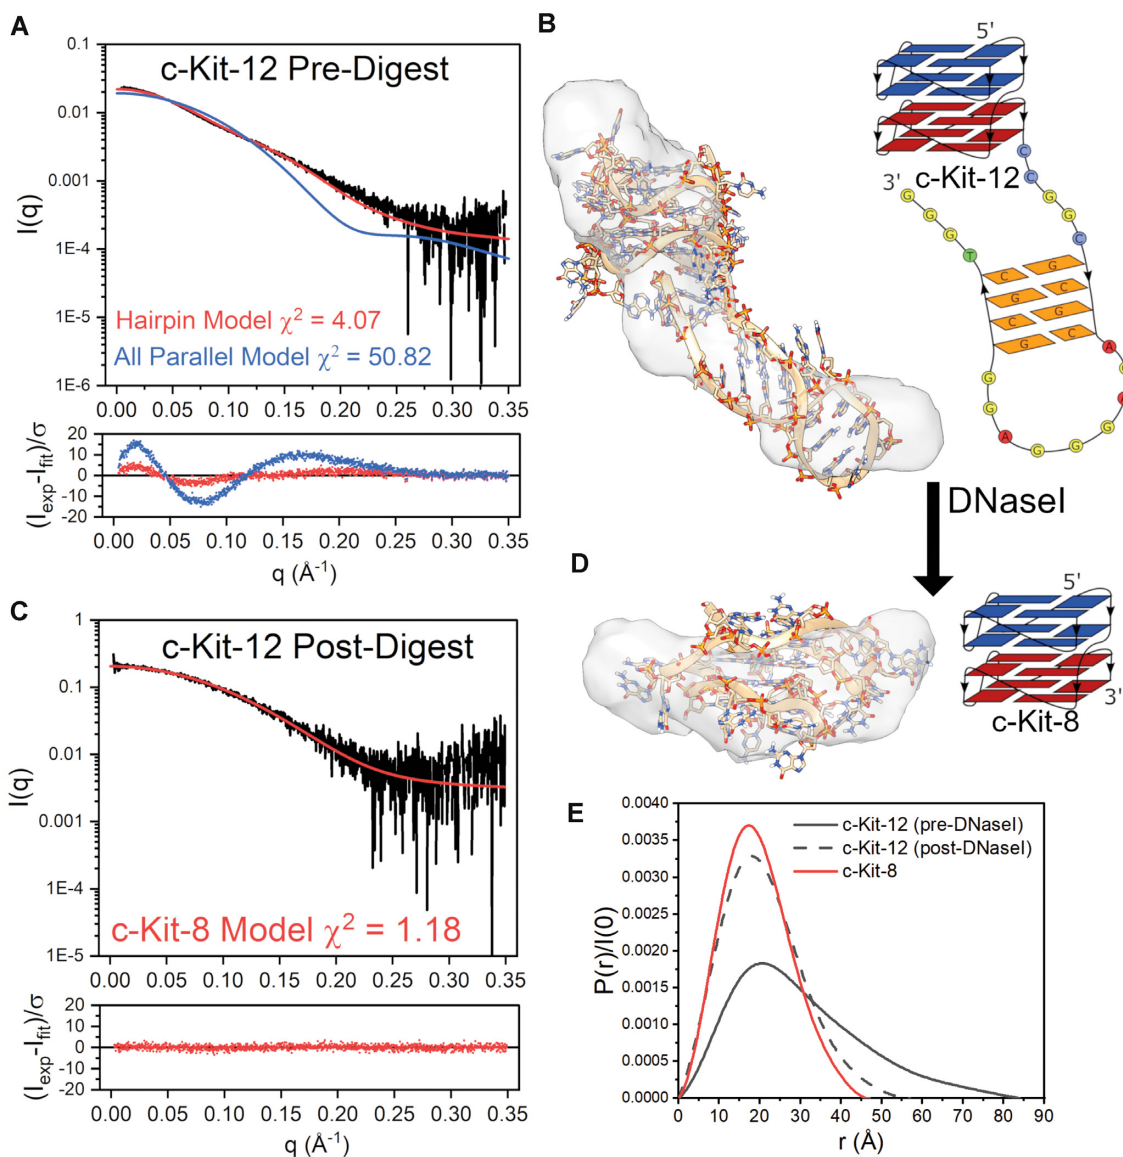 A
c-Kit-12 Pre-Digest
0.1
0.01
0.001
1E-4
1E-5
1E-6
I(q)
Hairpin Model χ² = 4.07
All Parallel Model χ² = 50.82
0.00 0.05 0.10 0.15 0.20 0.25 0.30 0.35
20
10
0
-10
-20
(Iexp-Ifit)/σ
0.00 0.05 0.10 0.15 0.20 0.25 0.30 0.35
q (Å⁻¹)
B
5'
c-Kit-12
3'
C
C
G
G
C
G
G
G
T
C G
G C
C G
G C
A
G
G
G
G
A
G
G
DNaseI
C
c-Kit-12 Post-Digest
1
0.1
0.01
0.001
1E-4
1E-5
I(q)
c-Kit-8 Model χ² = 1.18
0.00 0.05 0.10 0.15 0.20 0.25 0.30 0.35
20
10
0
-10
-20
(Iexp-Ifit)/σ
0.00 0.05 0.10 0.15 0.20 0.25 0.30 0.35
q (Å⁻¹)
D
5'
3'
c-Kit-8
E
0.0040
0.0035
0.0030
0.0025
0.0020
0.0015
0.0010
0.0005
0.0000
P(r)/I(0)
c-Kit-12 (pre-DNaseI)
c-Kit-12 (post-DNaseI)
c-Kit-8
0 10 20 30 40 50 60 70 80 90
r (Å)